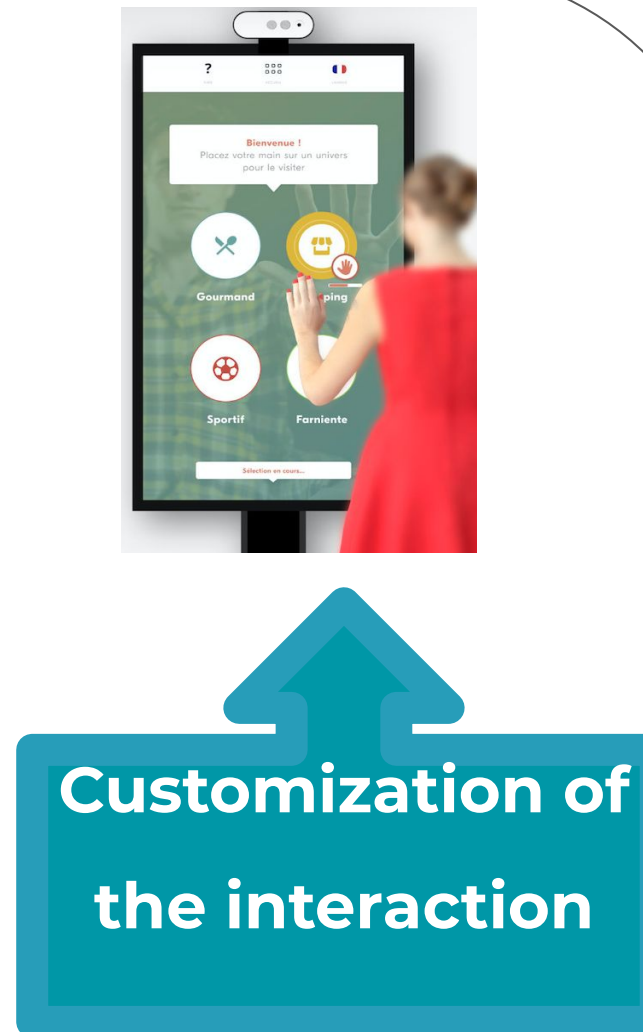 ?
Bienvenue !
Placez votre main sur un univers
pour le visiter
Gourmand
ping
Sportif
Farniente
Sélection en cours...
Customization of
the interaction